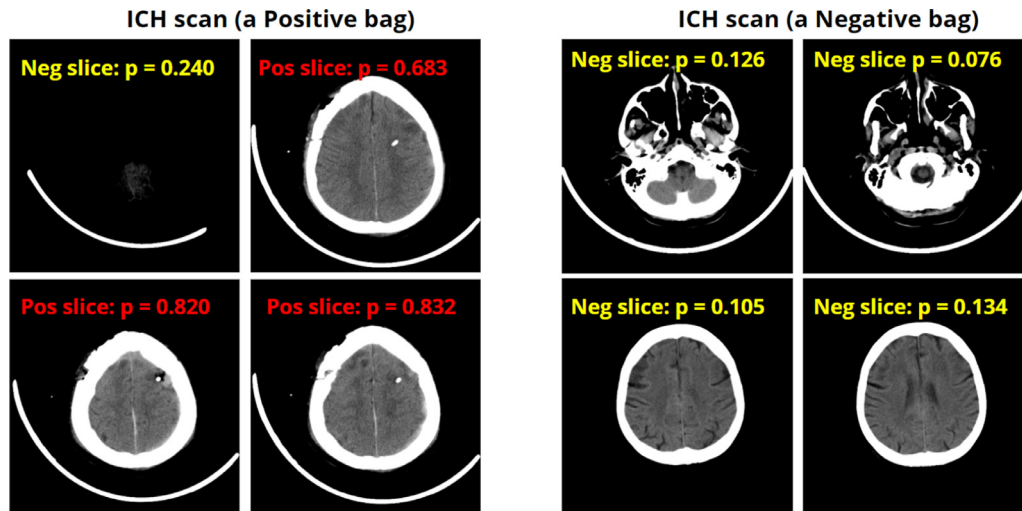 ICH scan (a Positive bag)
Neg slice: p = 0.240
Pos slice: p = 0.683
Pos slice: p = 0.820
Pos slice: p = 0.832
ICH scan (a Negative bag)
Neg slice: p = 0.126
Neg slice p = 0.076
Neg slice: p = 0.105
Neg slice: p = 0.134